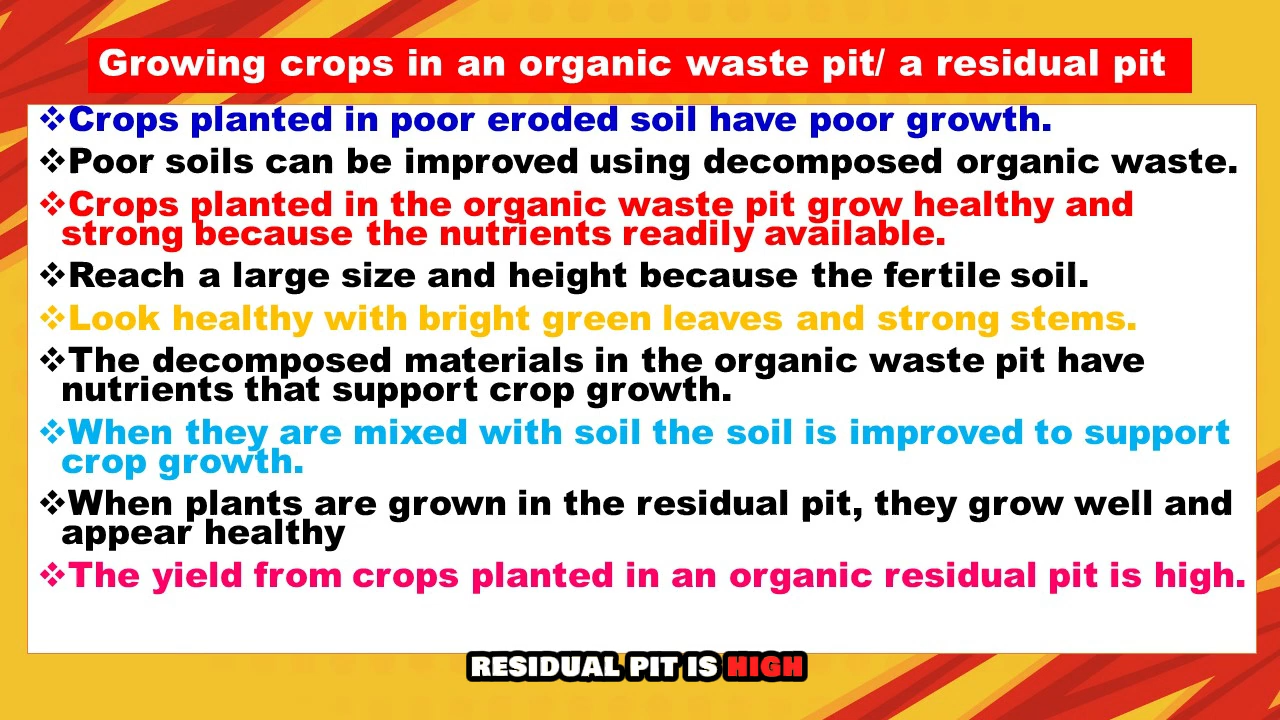 Growing crops in an organic waste pit/ a residual pit
❖Crops planted in poor eroded soil have poor growth.
❖Poor soils can be improved using decomposed organic waste.
❖Crops planted in the organic waste pit grow healthy and
strong because the nutrients readily available.
❖Reach a large size and height because the fertile soil.
❖Look healthy with bright green leaves and strong stems.
❖The decomposed materials in the organic waste pit have
nutrients that support crop growth.
❖When they are mixed with soil the soil is improved to support
crop growth.
❖When plants are grown in the residual pit, they grow well and
appear healthy
❖The yield from crops planted in an organic residual pit is high.
RESIDUAL PIT IS HIGH